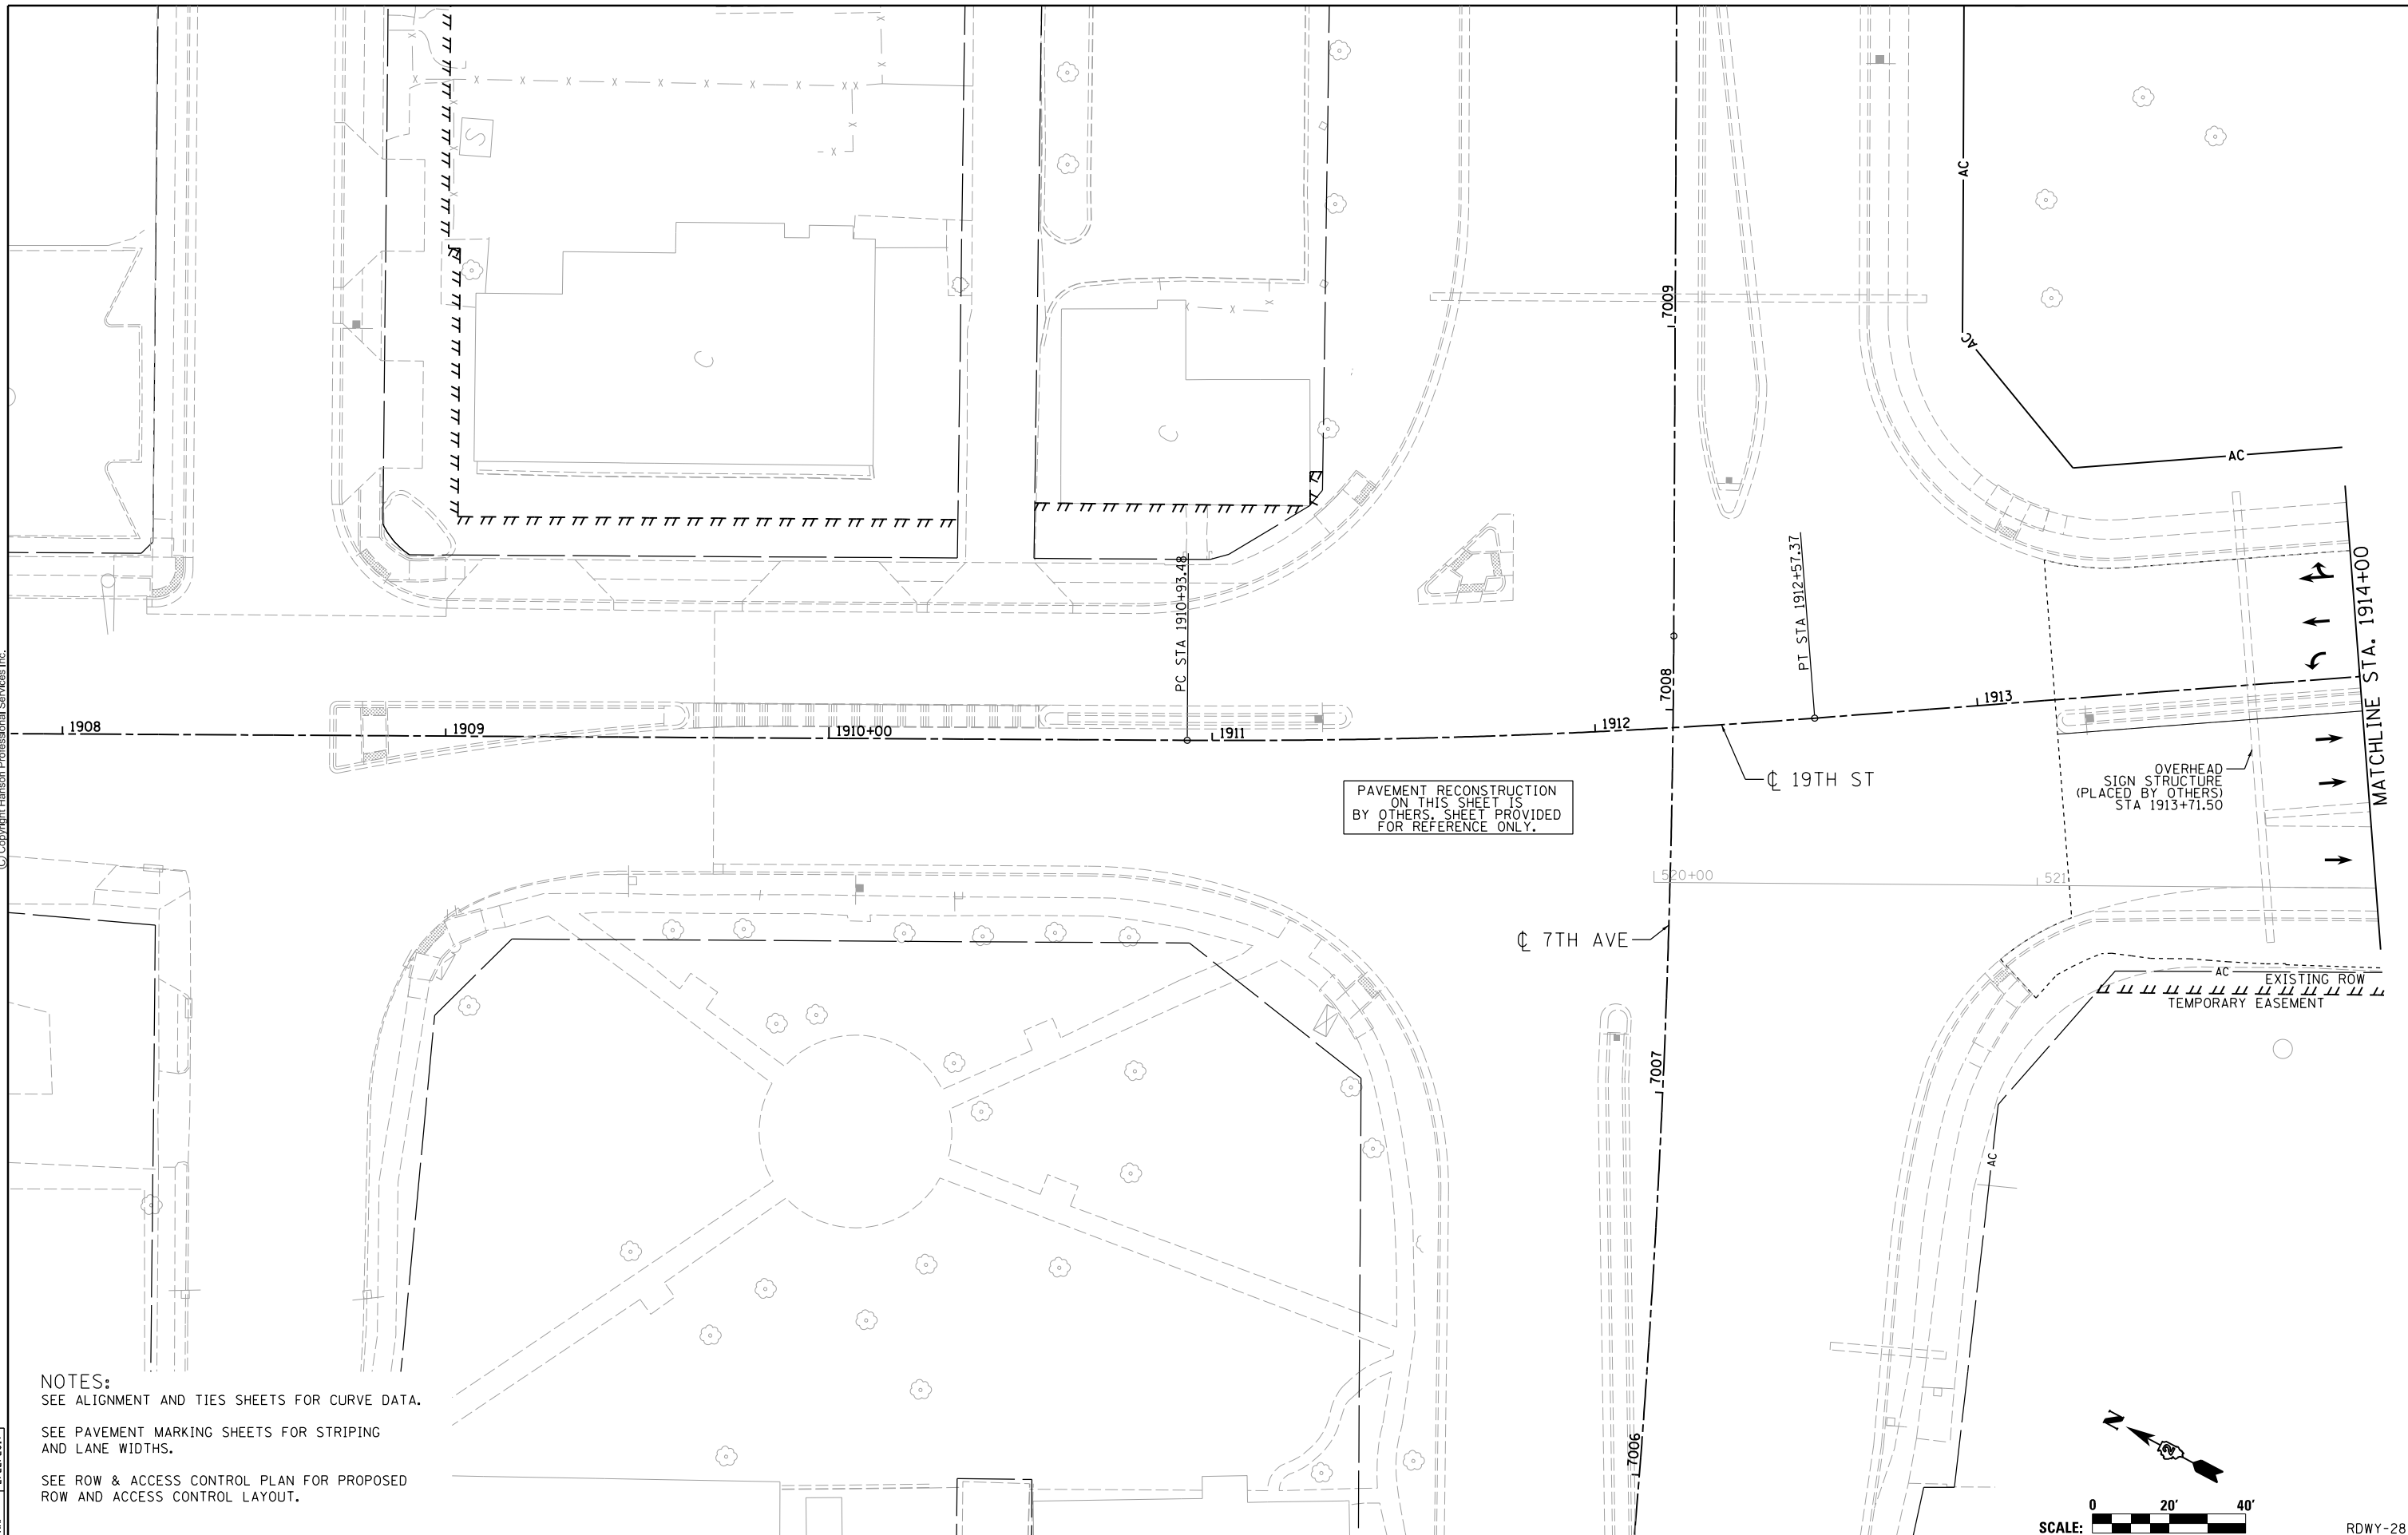 S
AC
7009
C
C
AC
AC
PC STA 1910+93.48
PT STA 1912+57.37
MATCHLINE STA. 1914+00
7008
1908
1909
1910+00
1911
1912
1913
℄ 19TH ST
OVERHEAD
SIGN STRUCTURE
(PLACED BY OTHERS)
STA 1913+71.50
PAVEMENT RECONSTRUCTION
ON THIS SHEET IS
BY OTHERS. SHEET PROVIDED
FOR REFERENCE ONLY.
(C) Copyright Hanson Professional Services Inc.
520+00
521
℄ 7TH AVE
AC
EXISTING ROW
TEMPORARY EASEMENT
7007
AC
7006
NOTES:
SEE ALIGNMENT AND TIES SHEETS FOR CURVE DATA.
SEE PAVEMENT MARKING SHEETS FOR STRIPING
AND LANE WIDTHS.
SEE ROW & ACCESS CONTROL PLAN FOR PROPOSED
ROW AND ACCESS CONTROL LAYOUT.
N
2
0 20' 40'
SCALE:
RDWY-28